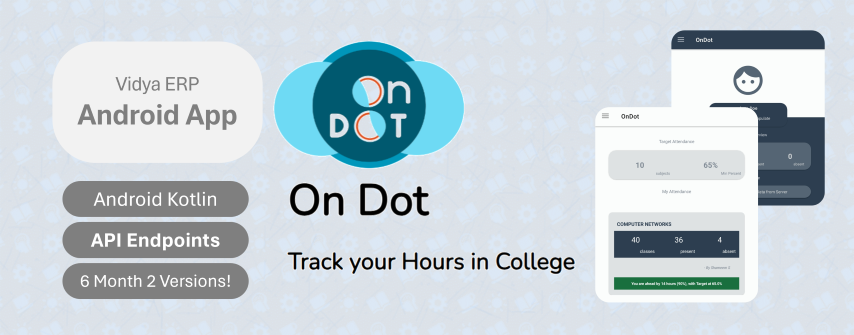 Vidya ERP
Android App
Android Kotlin
API Endpoints
6 Month 2 Versions!
On
DOT
On Dot
Track your Hours in College
OnDot
0
OnDot
Target Attendance
10
65%
subjects
Min Percent
My Attendance
COMPUTER NETWORKS
40
36
4
classes
present
absent
You are ahead by 14 hours (90%), with Target at 65.0%